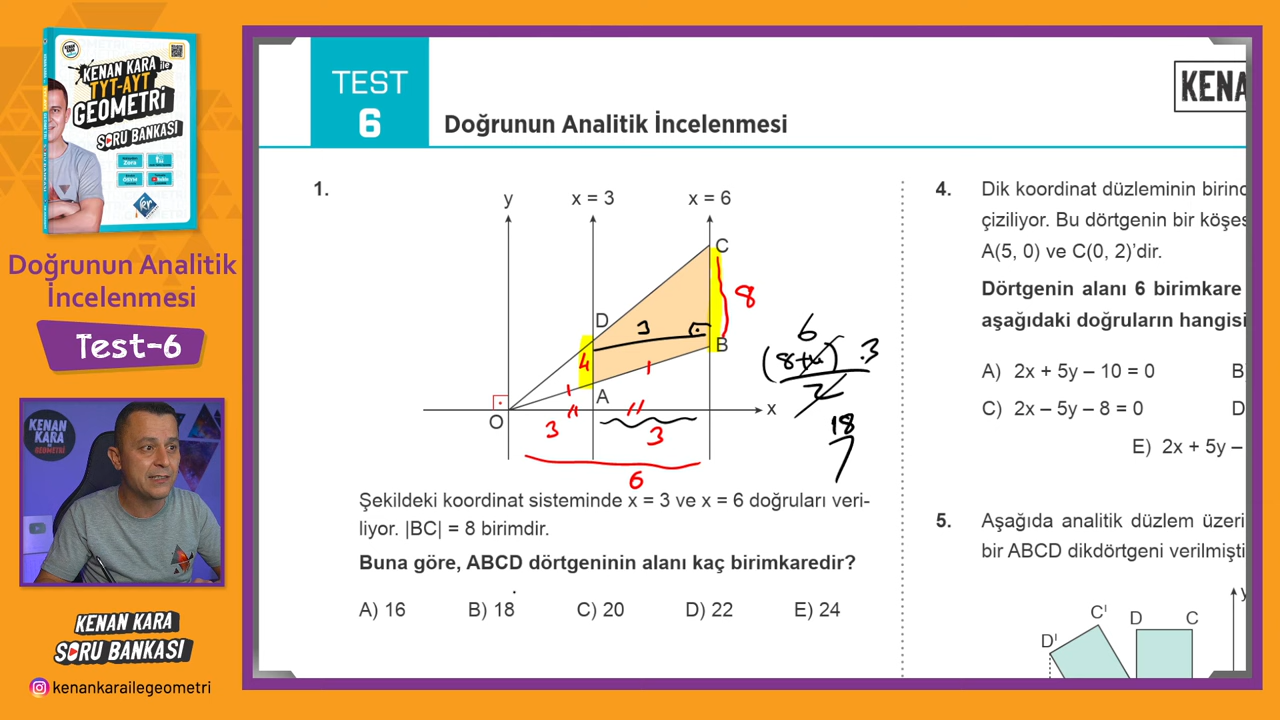 KENAN KARA ile
TYT-AYT
GEOMETRİ
SORU BANKASI
Doğrunun Analitik
İncelenmesi
Test-6
KENAN
KARA
GEOMETRİ
KENAN KARA
SORU BANKASI
kenankarailegeometri
TEST
6
Doğrunun Analitik İncelenmesi
KENA
1.
y
x = 3
x = 6
C
D
3
8
B
4
A
O
x
3
3
6
6
(8+4) .3
2
18
Şekildeki koordinat sisteminde x = 3 ve x = 6 doğruları veri-
liyor. |BC| = 8 birimdir.
Buna göre, ABCD dörtgeninin alanı kaç birimkaredir?
A) 16 B) 18 C) 20 D) 22 E) 24
4. Dik koordinat düzleminin birinc
çiziliyor. Bu dörtgenin bir köşes
A(5, 0) ve C(0, 2)'dir.
Dörtgenin alanı 6 birimkare
aşağıdaki doğruların hangisi
A) 2x + 5y – 10 = 0 B
C) 2x – 5y – 8 = 0 D
E) 2x + 5y –
5. Aşağıda analitik düzlem üzeri
bir ABCD dikdörtgeni verilmişti
y
C' D C
D'